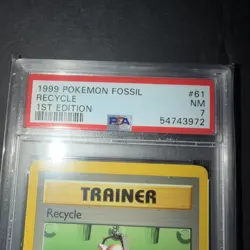 1999 POKEMON FOSSIL #61
RECYCLE NM
1ST EDITION PSA 7
54743972
TRAINER
Recycle